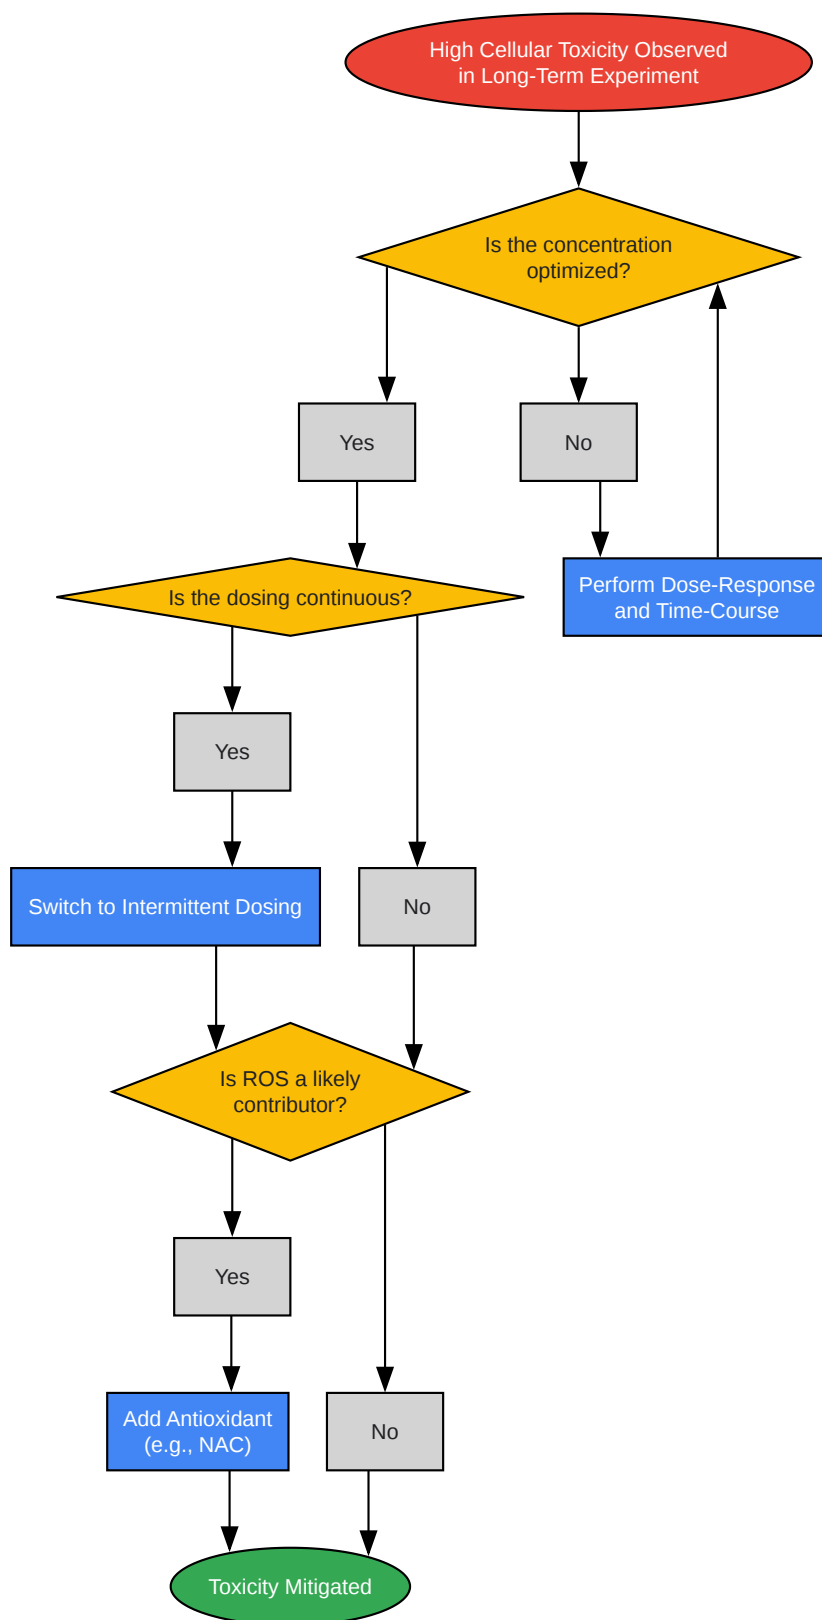 High Cellular Toxicity Observed
in Long-Term Experiment
Is the concentration
optimized?
Yes
No
Is the dosing continuous?
Perform Dose-Response
and Time-Course
Yes
Switch to Intermittent Dosing
No
Is ROS a likely
contributor?
Yes
Add Antioxidant
(e.g., NAC)
No
Toxicity Mitigated